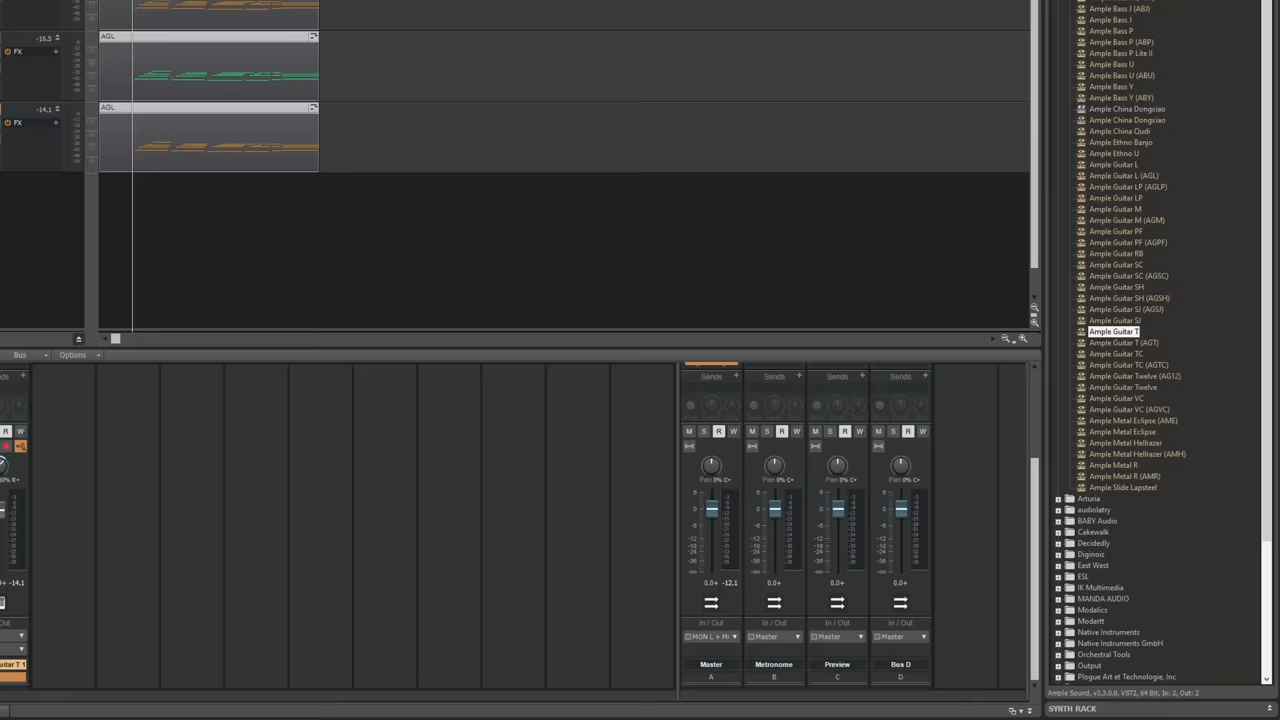 -16.5
AGL
FX
-14.1
AGL
FX
Bus
Options
Sends
Sends
Sends
Sends
R W
M S R W
M S R W
M S R W
M S R W
0% R+
Pan 0% C+
Pan 0% C+
Pan 0% C+
Pan 0% C+
-14.1
0.0+ -12.1
0.0+
0.0+
0.0+
Out
In / Out
In / Out
In / Out
In / Out
MON L + M
Master
Master
Master
uitar T 1
Master
Metronome
Preview
Bus D
A
B
C
D
Ample Bass J (ABJ)
Ample Bass J
Ample Bass P
Ample Bass P (ABP)
Ample Bass P Lite II
Ample Bass U
Ample Bass U (ABU)
Ample Bass Y
Ample Bass Y (ABY)
Ample China Dongxiao
Ample China Dongxiao
Ample China Qudi
Ample Ethno Banjo
Ample Ethno U
Ample Guitar L
Ample Guitar L (AGL)
Ample Guitar LP (AGLP)
Ample Guitar LP
Ample Guitar M
Ample Guitar M (AGM)
Ample Guitar PF
Ample Guitar PF (AGPF)
Ample Guitar RB
Ample Guitar SC
Ample Guitar SC (AGSC)
Ample Guitar SH
Ample Guitar SH (AGSH)
Ample Guitar SJ (AGSJ)
Ample Guitar SJ
Ample Guitar T
Ample Guitar T (AGT)
Ample Guitar TC
Ample Guitar TC (AGTC)
Ample Guitar Twelve (AG12)
Ample Guitar Twelve
Ample Guitar VC
Ample Guitar VC (AGVC)
Ample Metal Eclipse (AME)
Ample Metal Eclipse
Ample Metal Hellrazer
Ample Metal Hellrazer (AMH)
Ample Metal R
Ample Metal R (AMR)
Ample Slide Lapsteel
Arturia
audiolatry
BABY Audio
Cakewalk
Decidedly
Diginoiz
East West
ESL
IK Multimedia
MANDA AUDIO
Modalics
Modartt
Native Instruments
Native Instruments GmbH
Orchestral Tools
Output
Plogue Art et Technologie, Inc
Ample Sound, v3.3.0.0, VST2, 64 Bit, In: 2, Out: 2
SYNTH RACK